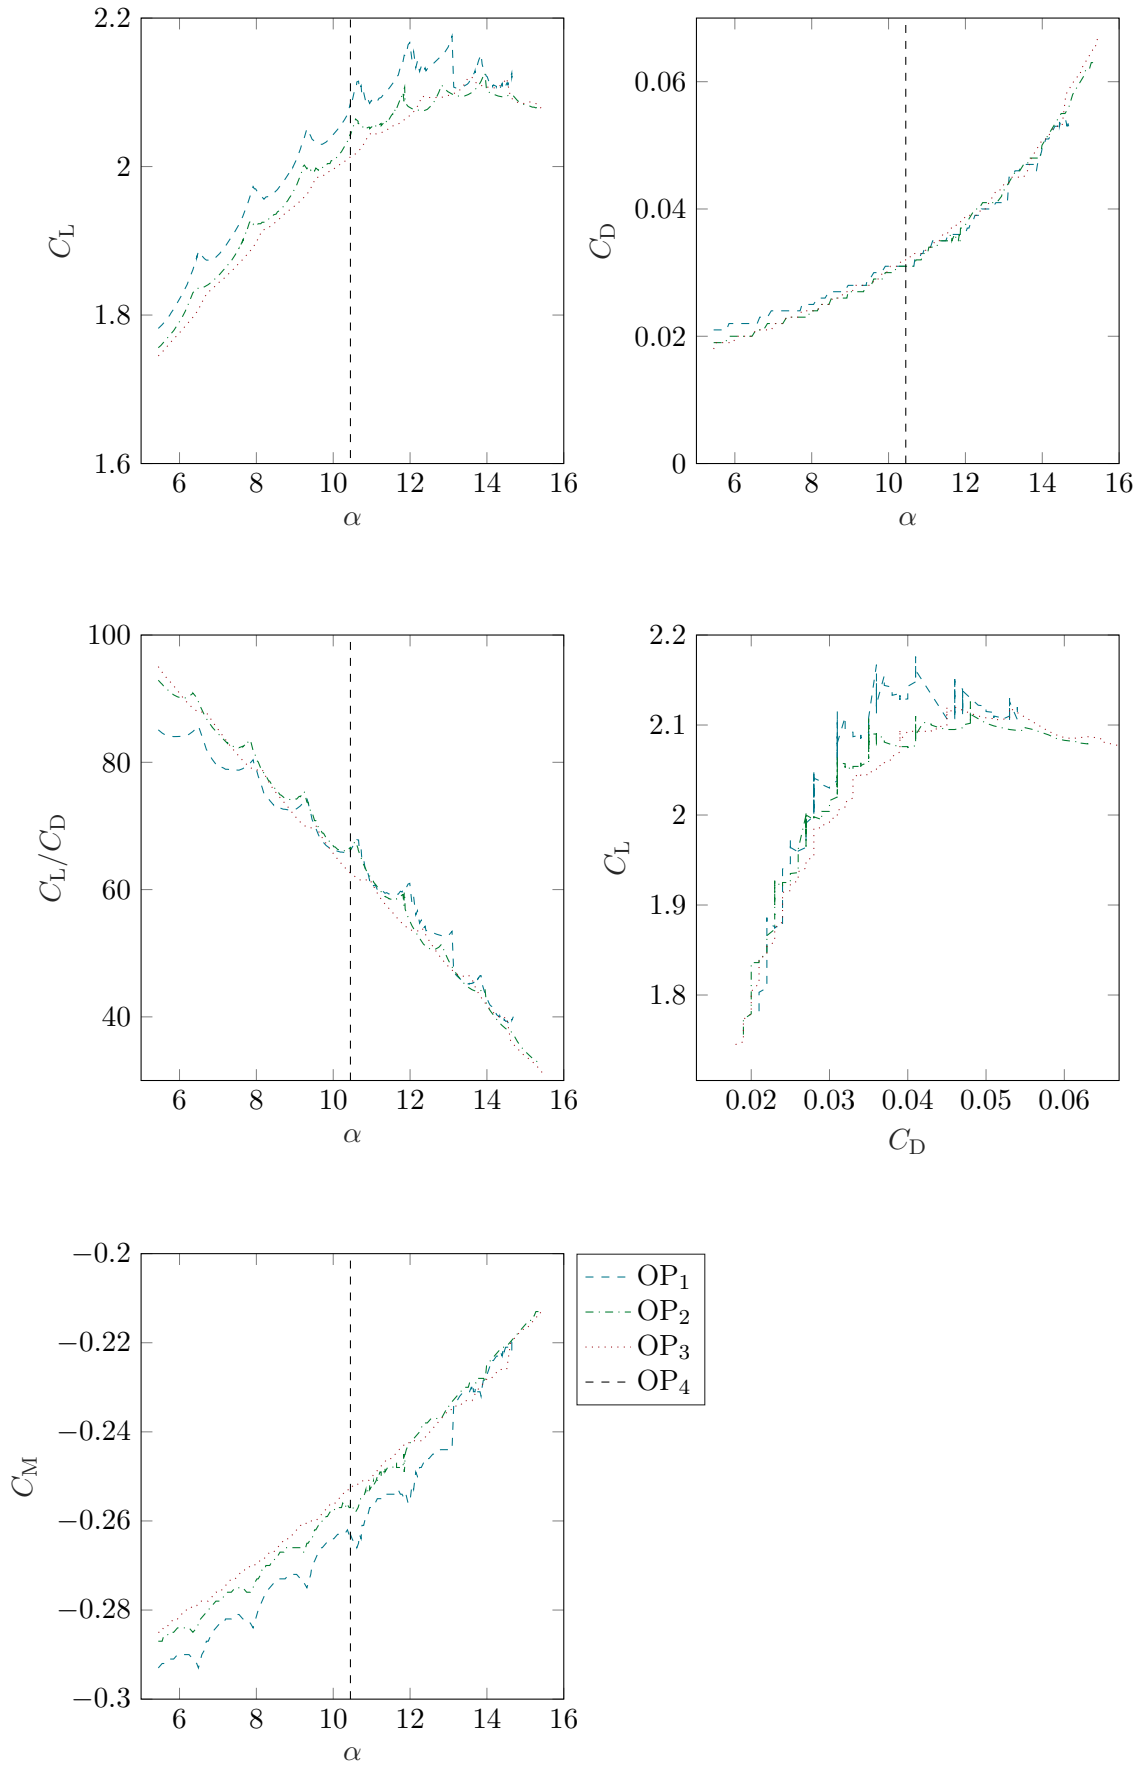 2.2
2
1.8
1.6
C_L
6 8 10 12 14 16
α
0.06
0.04
0.02
0
C_D
6 8 10 12 14 16
α
100
80
60
40
C_L/C_D
6 8 10 12 14 16
α
2.2
2.1
2
1.9
1.8
C_L
0.02 0.03 0.04 0.05 0.06
C_D
−0.2
−0.22
−0.24
−0.26
−0.28
−0.3
C_M
6 8 10 12 14 16
α
OP₁
OP₂
OP₃
OP₄